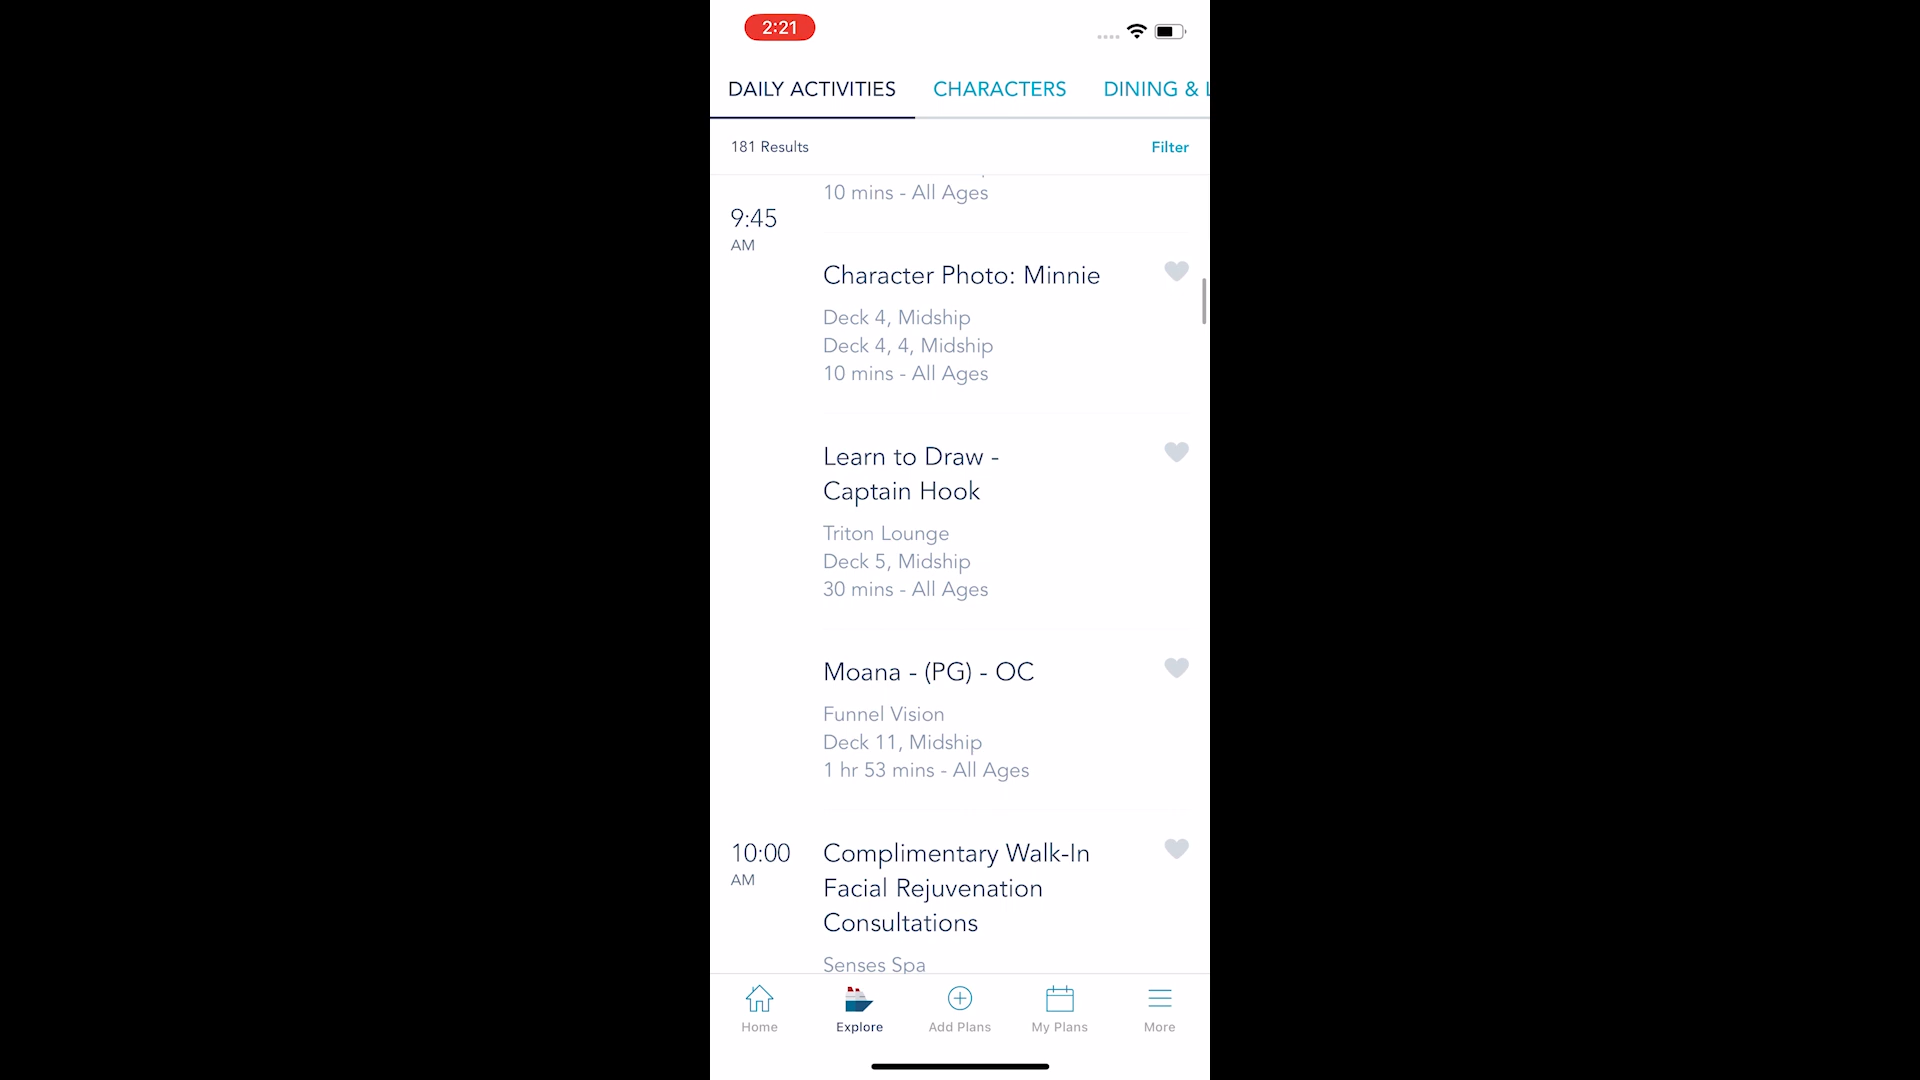 2:21
DAILY ACTIVITIES CHARACTERS DINING & L
181 Results Filter
10 mins - All Ages
9:45
AM
Character Photo: Minnie
Deck 4, Midship
Deck 4, 4, Midship
10 mins - All Ages
Learn to Draw -
Captain Hook
Triton Lounge
Deck 5, Midship
30 mins - All Ages
Moana - (PG) - OC
Funnel Vision
Deck 11, Midship
1 hr 53 mins - All Ages
10:00
AM
Complimentary Walk-In
Facial Rejuvenation
Consultations
Senses Spa
Home Explore Add Plans My Plans More